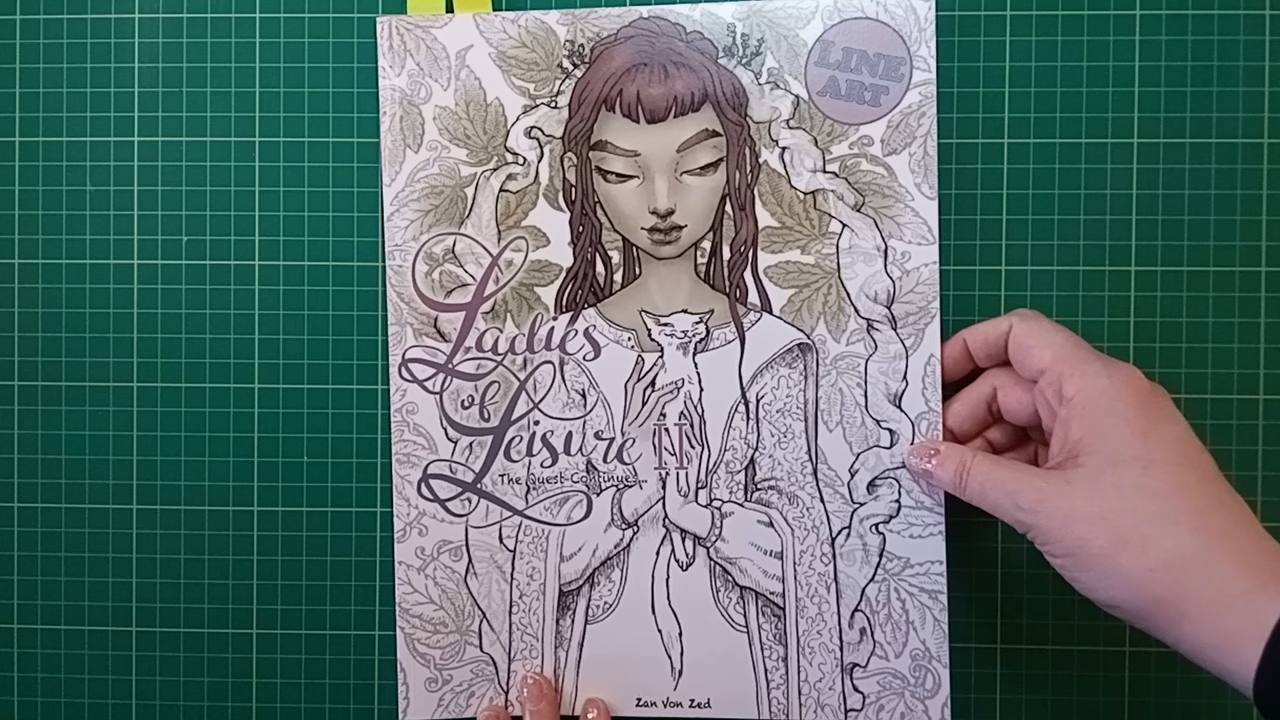 LINE
ART
Ladies
of
Leisure II
The Quest Continues...
Zan Von Zed